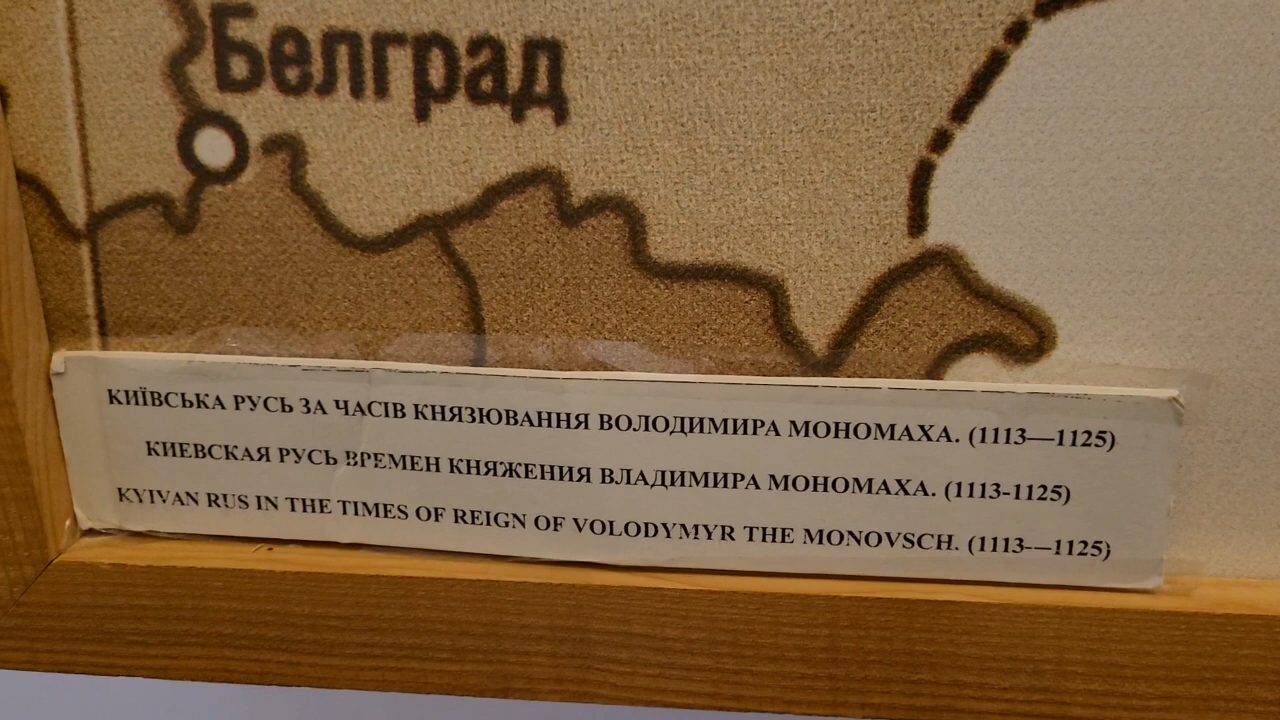 Белград
КИЇВСЬКА РУСЬ ЗА ЧАСІВ КНЯЗЮВАННЯ ВОЛОДИМИРА МОНОМАХА. (1113—1125)
КИЕВСКАЯ РУСЬ ВРЕМЕН КНЯЖЕНИЯ ВЛАДИМИРА МОНОМАХА. (1113-1125)
KYIVAN RUS IN THE TIMES OF REIGN OF VOLODYMYR THE MONOVSCH. (1113-—1125)